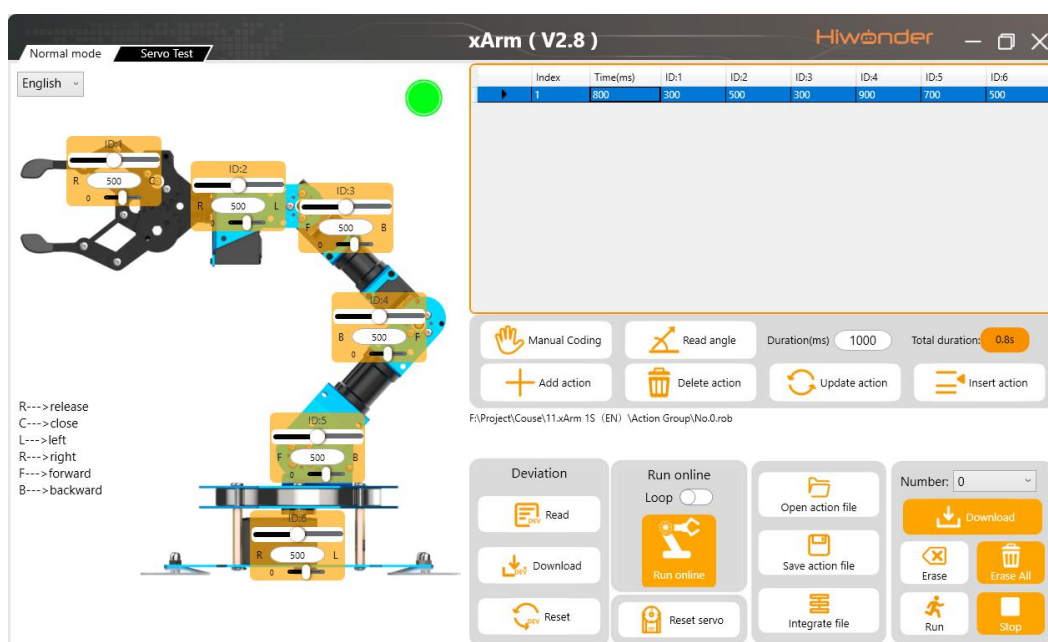 xArm ( V2.8 )
Hiwonder
Normal mode
Servo Test
English
ID:1
R 500 C
0
ID:2
R 500 L
0
ID:3
F 500 B
0
ID:4
B 500 F
0
ID:5
F 500 B
0
ID:6
R 500 L
0
R--->release
C--->close
L--->left
R--->right
F--->forward
B--->backward
Index Time(ms) ID:1 ID:2 ID:3 ID:4 ID:5 ID:6
1 800 300 500 300 900 700 500
Manual Coding
Read angle
Duration(ms) 1000
Total duration: 0.8s
Add action
Delete action
Update action
Insert action
F:\Project\Couse\11.xArm 1S（EN）\Action Group\No.0.rob
Deviation
DEV
Read
DEV
Download
DEV
Reset
Run online
Loop
Run online
Reset servo
Open action file
Save action file
Integrate file
Number: 0
Download
Erase
Erase All
Run
Stop